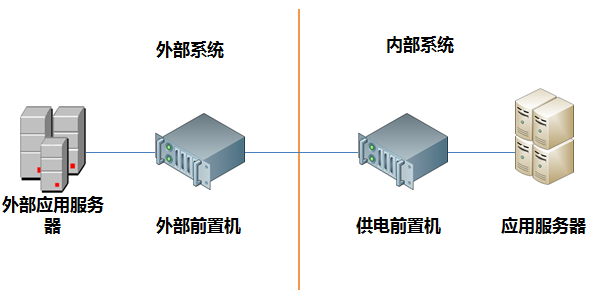 外部系统
内部系统
外部应用服务
器
外部前置机
供电前置机
应用服务器